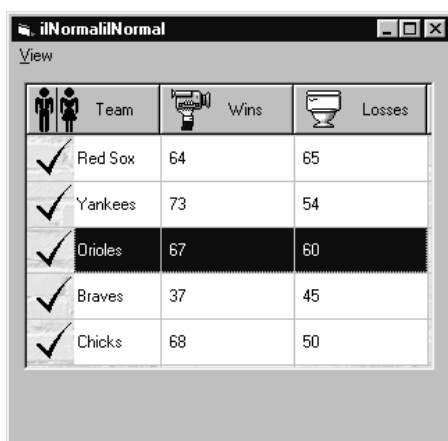 ilNormalilNormal
View
Team Wins Losses
Red Sox 64 65
Yankees 73 54
Orioles 67 60
Braves 37 45
Chicks 68 50